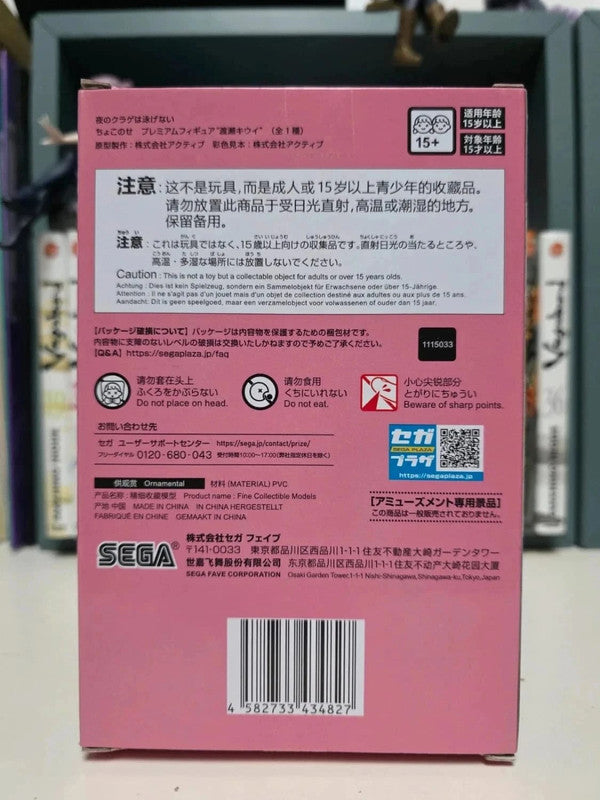 夜のクラゲは泳げない
ちょこのせ プレミアムフィギュア"渡瀬キウイ" (全1種)
原型製作:株式会社アクティブ 彩色見本:株式会社アクティブ
15+
适用年龄
15岁以上
対象年齢
15才以上
注意: 这不是玩具,而是成人或15岁以上青少年的收藏品。
请勿放置此商品于受日光直射,高温或潮湿的地方。
保留备用。
注意: これは玩具ではなく、15歳以上向けの収集品です。直射日光の当たるところや、
高温・多湿な場所には放置しないでください。
Caution : This is not a toy but a collectable object for adults or over 15 years olds.
Achtung : Dies ist kein Spielzeug, sondern ein Sammelobjekt für Erwachsene oder über 15-Jährige.
Attention : Il ne s'agit pas d'un jouet mais d'un objet de collection destiné aux adultes ou aux plus de 15 ans.
Aandacht: Dit is geen speelgoed, maar een verzamelobject voor volwassenen of ouder dan 15 jaar.
【パッケージ破損について】パッケージは内容物を保護するための梱包材です。
内容物に支障のないレベルの破損は交換いたしかねますので予めご了承ください。
【Q&A】https://segaplaza.jp/faq
1115033
请勿套在头上
ふくろをかぶらない
Do not place on head.
请勿食用
くちにいれない
Do not eat.
小心尖锐部分
とがりにちゅうい
Beware of sharp points.
お問い合わせ先
セガ ユーザーサポートセンター https://sega.jp/contact/prize/
フリーダイヤル 0120-680-043 受付時間10:00~17:00(弊社指定休日を除く)
セガ
SEGA PLAZA
プラザ
https://segaplaza.jp
供观赏 Ornamental 材料 (MATERIAL) PVC
产品名称:精细收藏模型 Product name : Fine Collectible Models
产地 中国 MADE IN CHINA IN CHINA HERGESTELLT
FABRIQUÉ EN CHINE GEMAAKT IN CHINA
【アミューズメント専用景品】
この商品は一般販売されておりません。
SEGA
株式会社セガ フェイブ
〒141-0033 東京都品川区西品川1-1-1住友不動産大崎ガーデンタワー
世嘉飞舞股份有限公司 东京都品川区西品川1-1-1住友不动产大崎花园大厦
SEGA FAVE CORPORATION Osaki Garden Tower,1-1-1 Nishi-Shinagawa,Shinagawa-ku,Tokyo,Japan
4 582733 434827